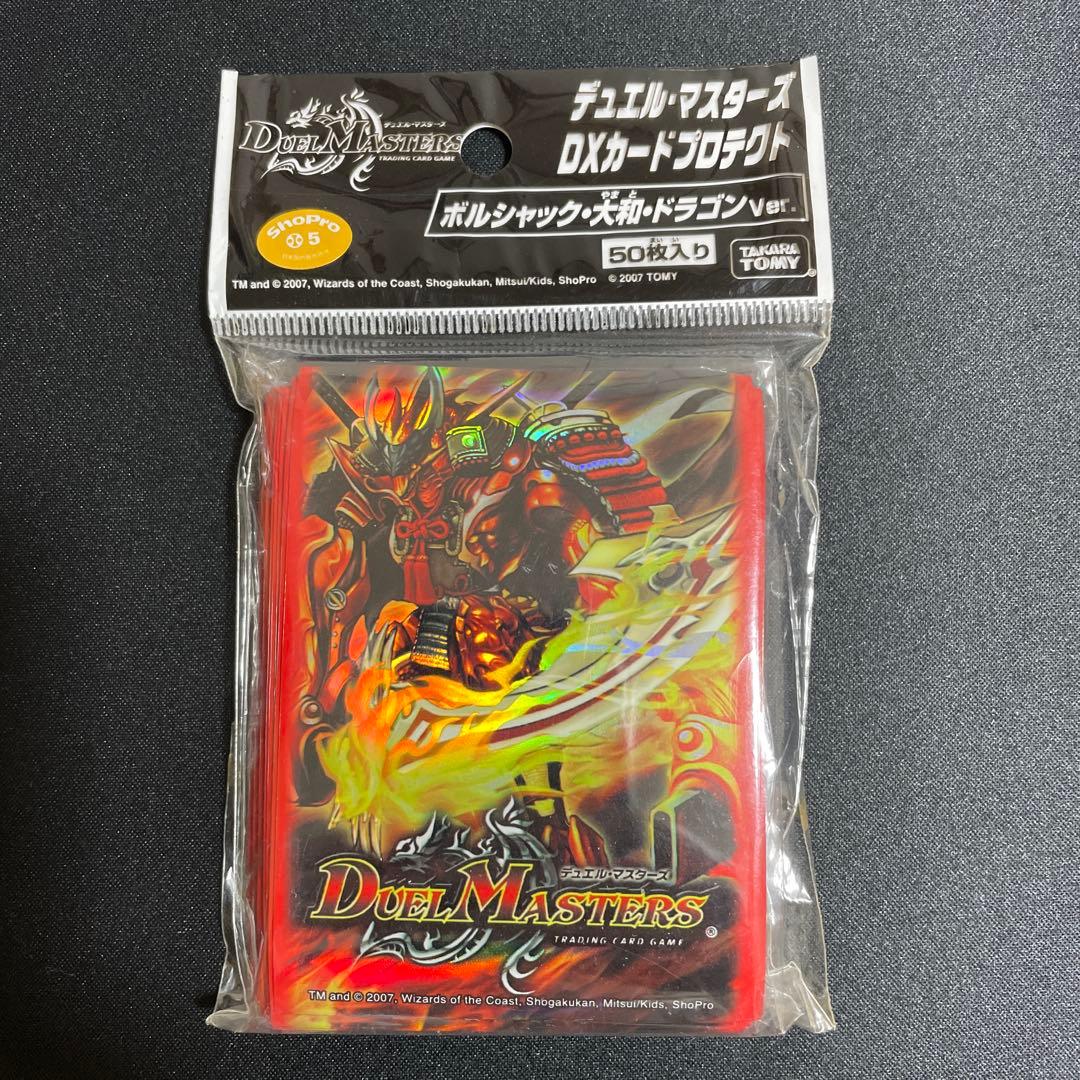 デュエル・マスターズ
DUEL MASTERS
TRADING CARD GAME
デュエル・マスターズ
DXカードプロテクト
やまと
ボルシャック・大和・ドラゴンVer.
まいい
50枚入り
ShoPro
5
TAKARA
TOMY
TM and © 2007, Wizards of the Coast, Shogakukan, Mitsui/Kids, ShoPro © 2007 TOMY
デュエル・マスターズ
DUEL MASTERS
TRADING CARD GAME
TM and © 2007, Wizards of the Coast, Shogakukan, Mitsui/Kids, ShoPro